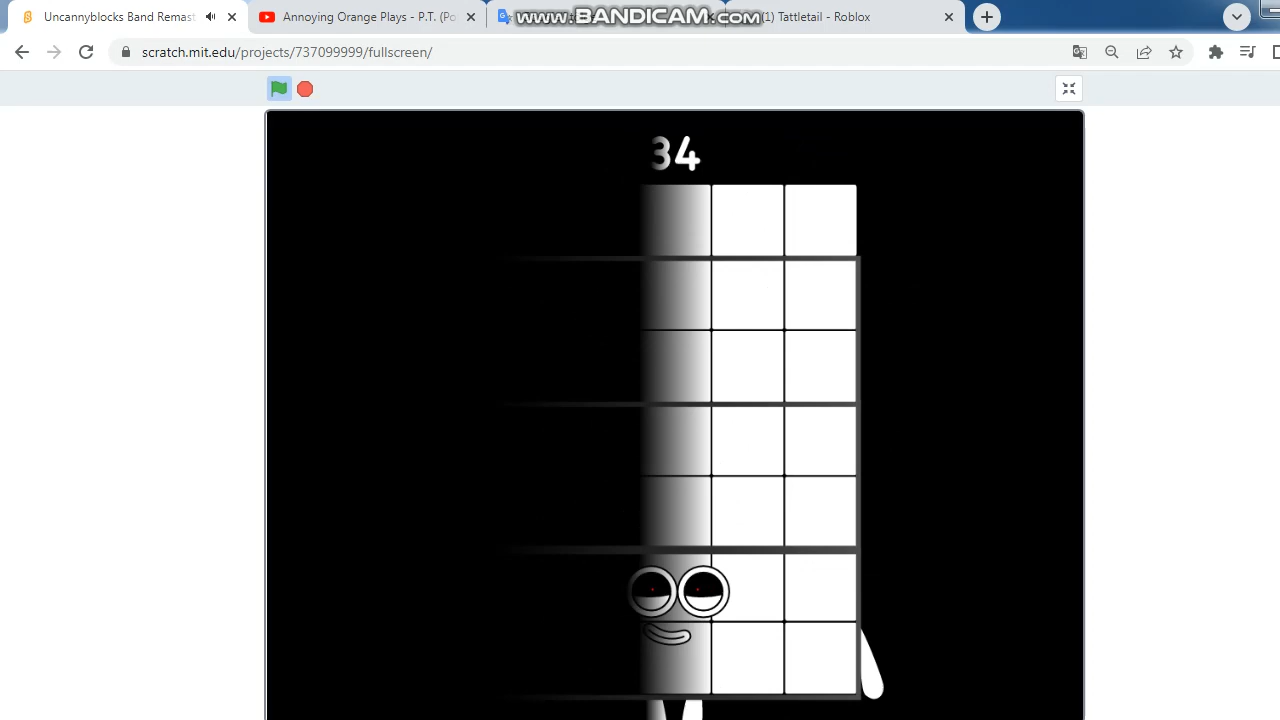 Uncannyblocks Band Remast
Annoying Orange Plays - P.T. (Po
www.BANDICAM.com
(1) Tattletail - Roblox
scratch.mit.edu/projects/737099999/fullscreen/
34